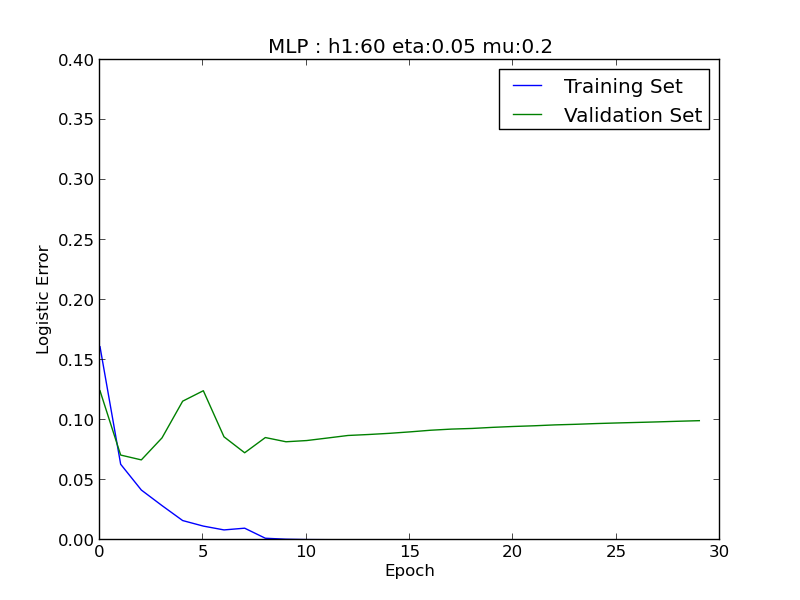 MLP : h1:60 eta:0.05 mu:0.2
Training Set
Validation Set
0.40
0.35
0.30
0.25
0.20
0.15
0.10
0.05
0.00
Logistic Error
0 5 10 15 20 25 30
Epoch